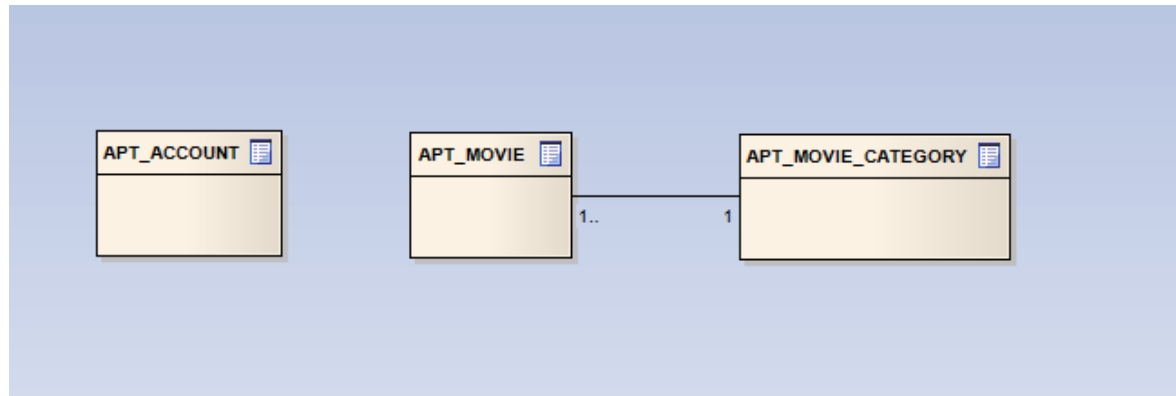 APT_ACCOUNT
APT_MOVIE
APT_MOVIE_CATEGORY
1..
1